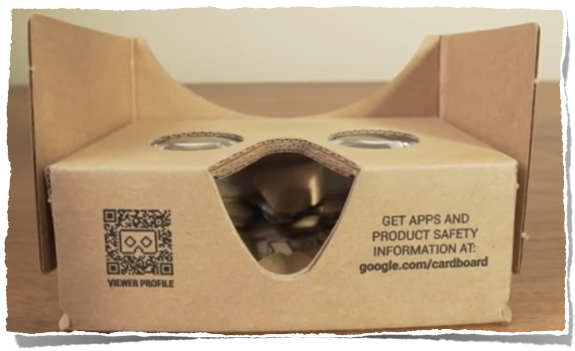 VIEWER PROFILE
GET APPS AND
PRODUCT SAFETY
INFORMATION AT:
google.com/cardboard